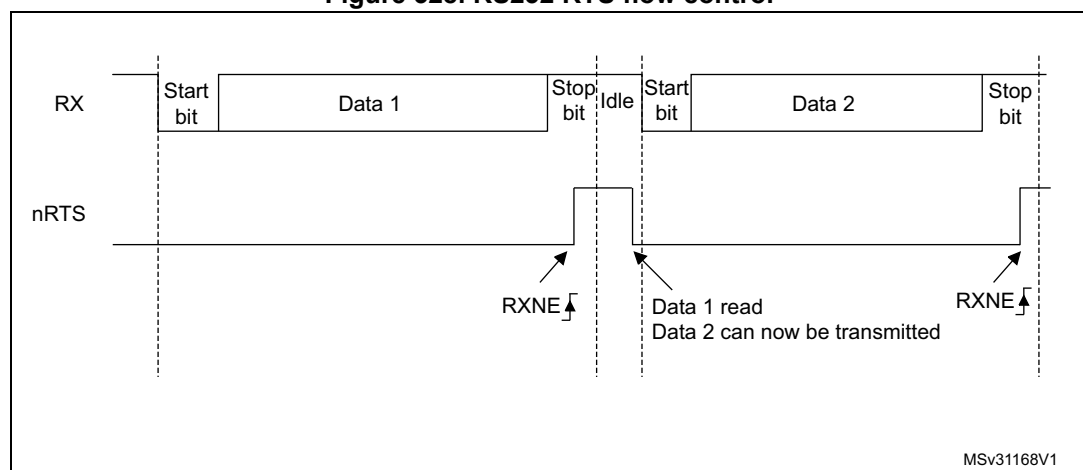 RX
Start bit
Data 1
Stop bit
Idle
Start bit
Data 2
Stop bit
nRTS
RXNE
Data 1 read
Data 2 can now be transmitted
RXNE
MSv31168V1